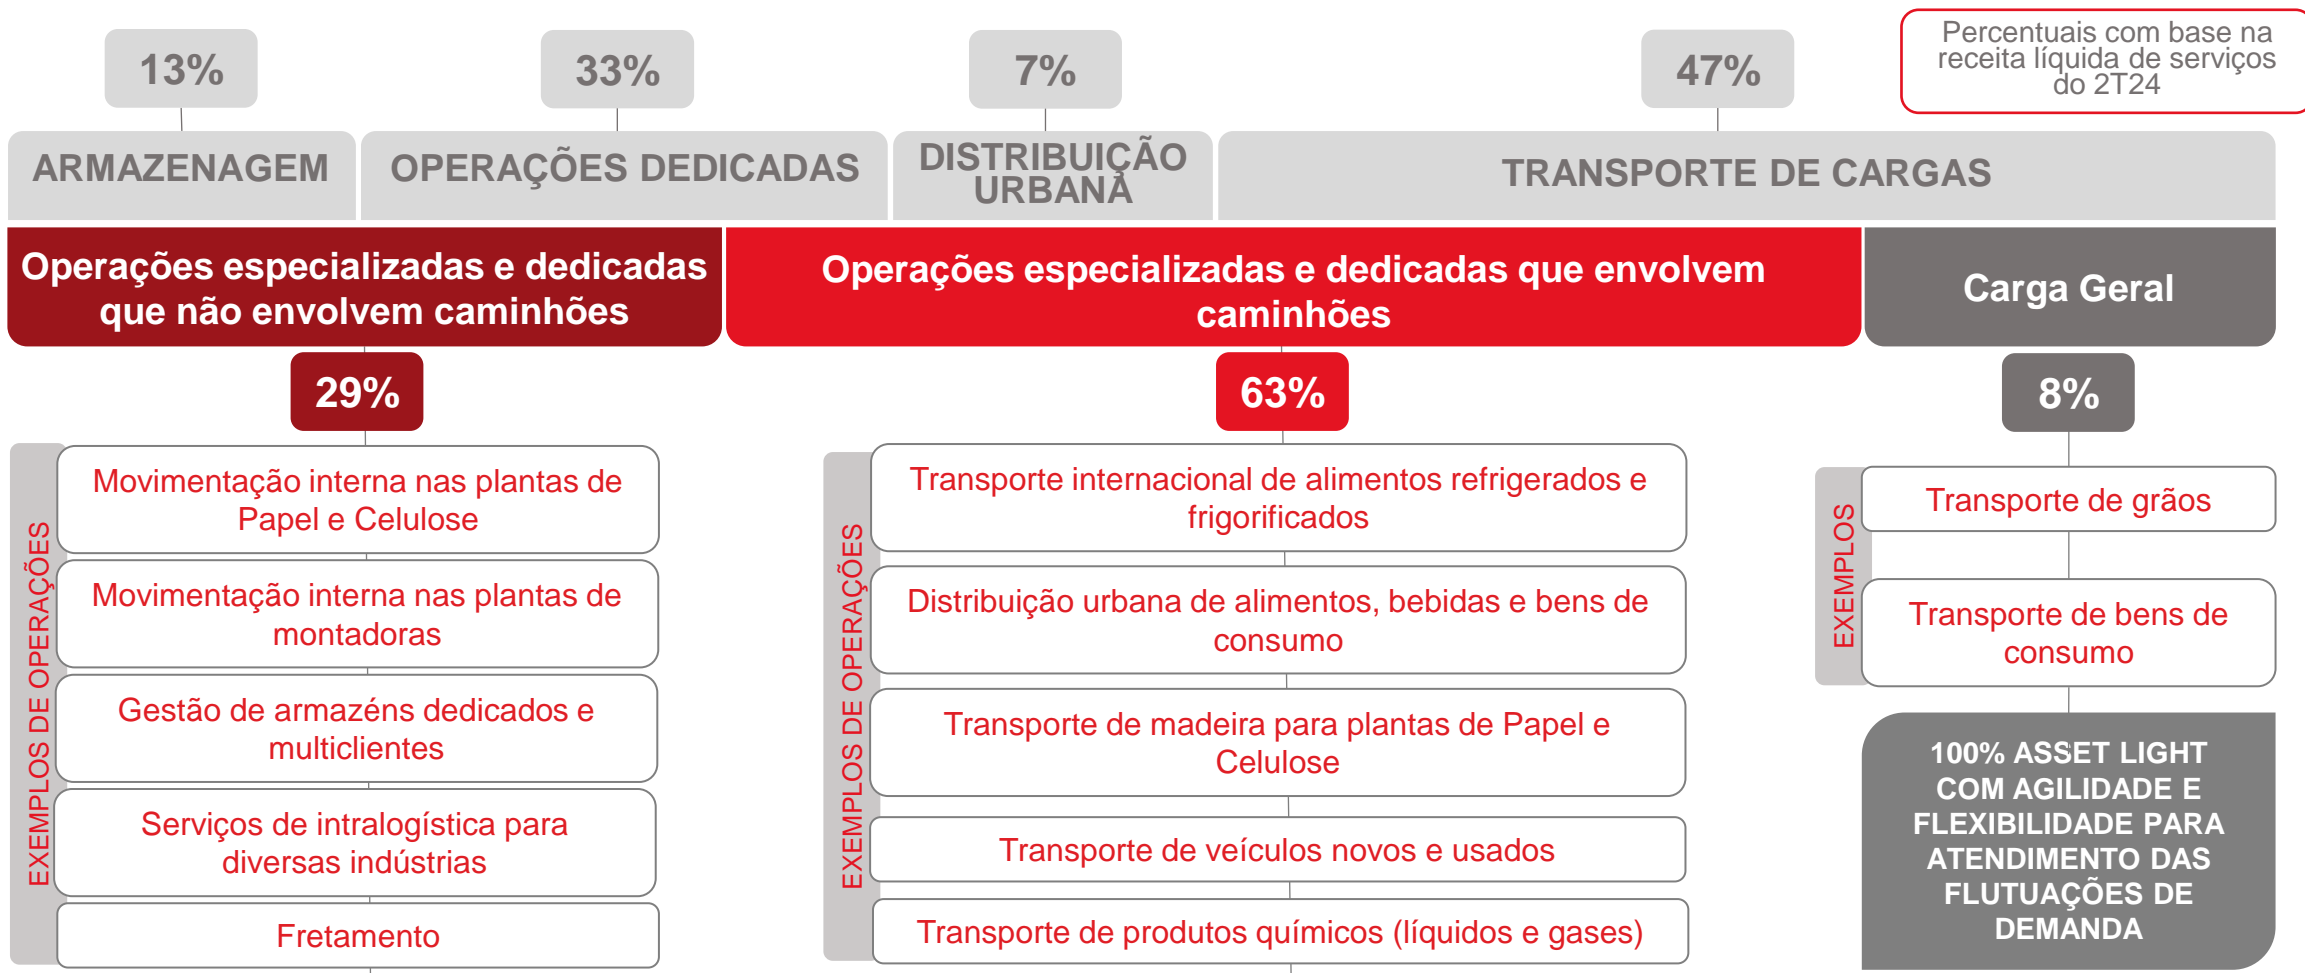 13%
33%
7%
47%
Percentuais com base na
receita líquida de serviços
do 2T24
ARMAZENAGEM
OPERAÇÕES DEDICADAS
DISTRIBUIÇÃO
URBANA
TRANSPORTE DE CARGAS
Operações especializadas e dedicadas
que não envolvem caminhões
Operações especializadas e dedicadas que envolvem
caminhões
Carga Geral
29%
63%
8%
EXEMPLOS DE OPERAÇÕES
Movimentação interna nas plantas de
Papel e Celulose
Movimentação interna nas plantas de
montadoras
Gestão de armazéns dedicados e
multiclientes
Serviços de intralogística para
diversas indústrias
Fretamento
EXEMPLOS DE OPERAÇÕES
Transporte internacional de alimentos refrigerados e
frigorificados
Distribuição urbana de alimentos, bebidas e bens de
consumo
Transporte de madeira para plantas de Papel e
Celulose
Transporte de veículos novos e usados
Transporte de produtos químicos (líquidos e gases)
EXEMPLOS
Transporte de grãos
Transporte de bens de
consumo
100% ASSET LIGHT
COM AGILIDADE E
FLEXIBILIDADE PARA
ATENDIMENTO DAS
FLUTUAÇÕES DE
DEMANDA